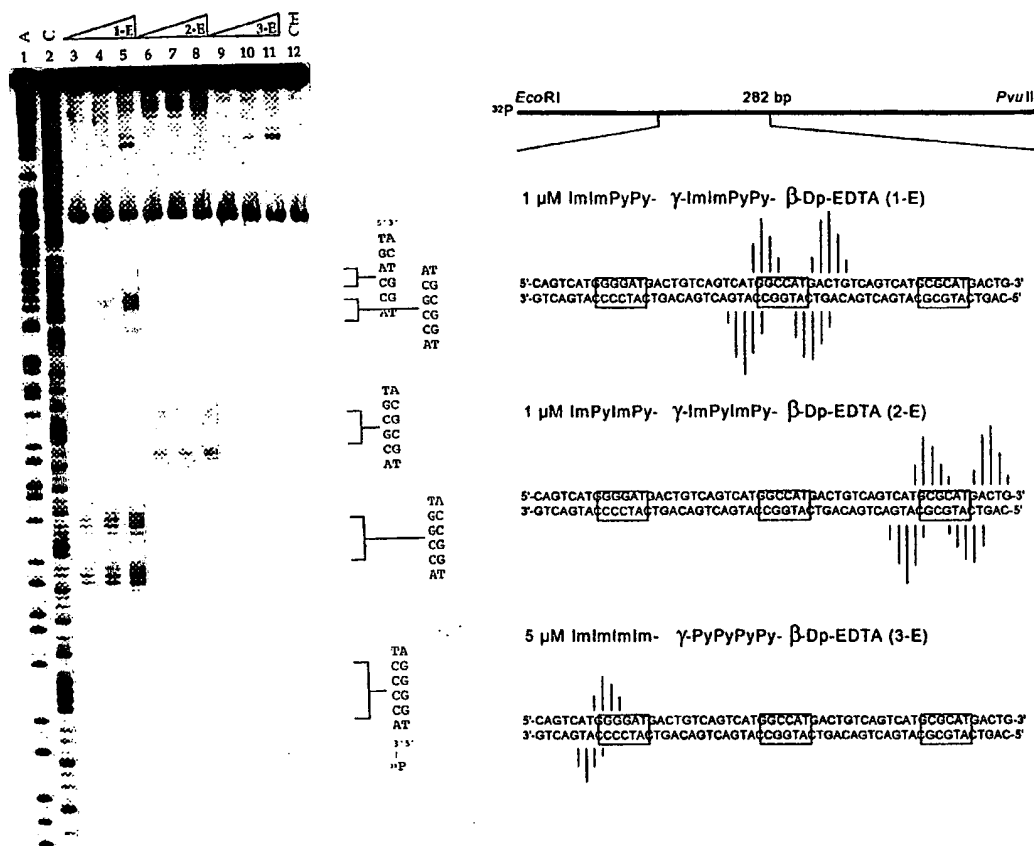 A C 1·E 2·E 3·E
1 2 3 4 5 6 7 8 9 10 11 12
5' 3'
TA
GC
AT
CG
CG
AT
AT
CG
GC
CG
CG
AT
TA
GC
CG
GC
CG
AT
TA
GC
GC
CG
CG
AT
TA
CG
CG
CG
CG
AT
3' 5'
³²P
EcoRI 282 bp PvuII
³²P
1 µM ImImPyPy- γ-ImImPyPy- β-Dp-EDTA (1-E)
5'-CAGTCATGGGGATGACTGTCAGTCATGGCCATGACTGTCAGTCATGCGCATGACTG-3'
3'-GTCAGTACCCCTACTGACAGTCAGTACCGGTACTGACAGTCAGTACGCGTACTGAC-5'
1 µM ImPyImPy- γ-ImPyImPy- β-Dp-EDTA (2-E)
5'-CAGTCATGGGGATGACTGTCAGTCATGGCCATGACTGTCAGTCATGCGCATGACTG-3'
3'-GTCAGTACCCCTACTGACAGTCAGTACCGGTACTGACAGTCAGTACGCGTACTGAC-5'
5 µM ImImImIm- γ-PyPyPyPy- β-Dp-EDTA (3-E)
5'-CAGTCATGGGGATGACTGTCAGTCATGGCCATGACTGTCAGTCATGCGCATGACTG-3'
3'-GTCAGTACCCCTACTGACAGTCAGTACCGGTACTGACAGTCAGTACGCGTACTGAC-5'